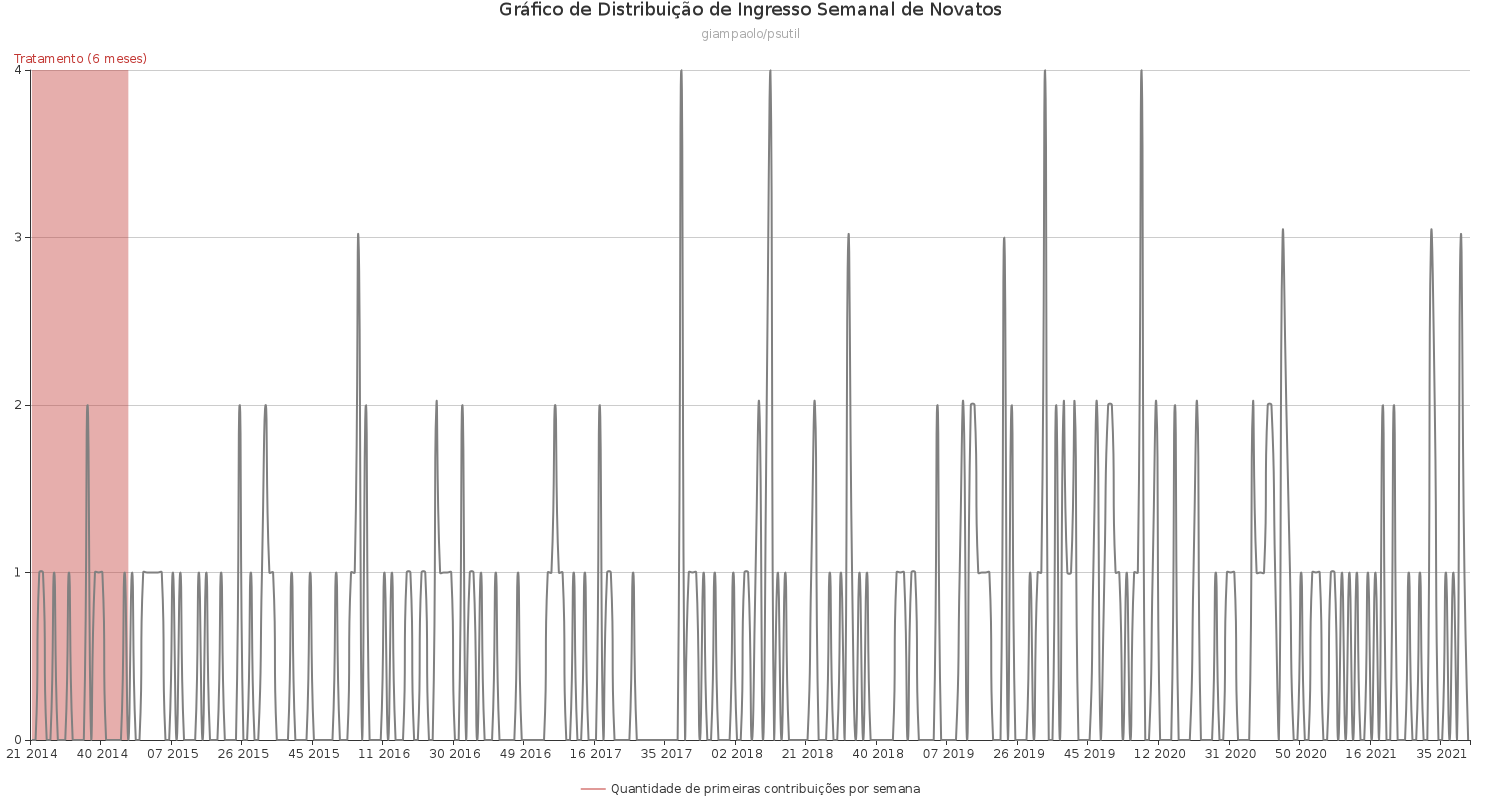 Gráfico de Distribuição de Ingresso Semanal de Novatos
giampaolo/psutil
Tratamento (6 meses)
4
3
2
1
0
21 2014 40 2014 07 2015 26 2015 45 2015 11 2016 30 2016 49 2016 16 2017 35 2017 02 2018 21 2018 40 2018 07 2019 26 2019 45 2019 12 2020 31 2020 50 2020 16 2021 35 2021
Quantidade de primeiras contribuições por semana